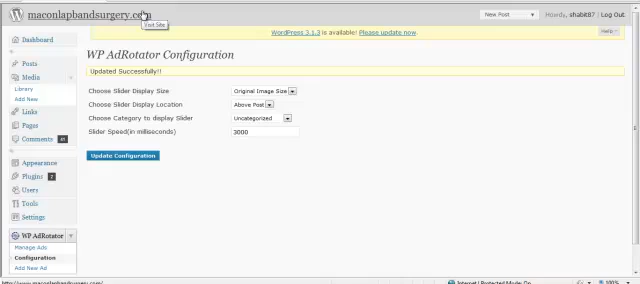 maconlapbandsurgery.com
Visit Site
New Post
Howdy, shabit87 | Log Out
WordPress 3.1.3 is available! Please update now.
Help
Dashboard
Posts
Media
Library
Add New
Links
Pages
Comments
Appearance
Plugins 2
Users
Tools
Settings
WP AdRotator
Manage Ads
Configuration
Add New Ad
WP AdRotator Configuration
Updated Successfully!!
Choose Slider Display Size Original Image Size
Choose Slider Display Location Above Post
Choose Category to display Slider Uncategorized
Slider Speed(in milliseconds) 3000
Update Configuration
http://www.maconlapbandsurgery.com/
Internet | Protected Mode: On
100%